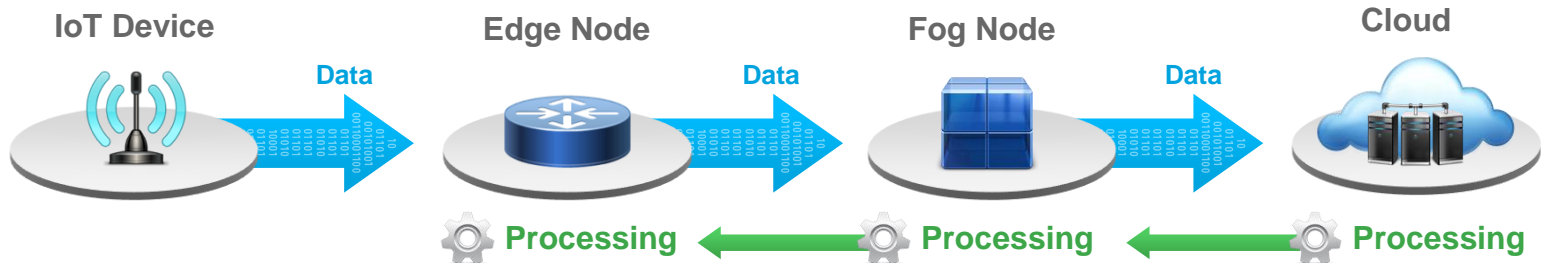 IoT Device
Edge Node
Fog Node
Cloud
Data
Data
Data
Processing
Processing
Processing